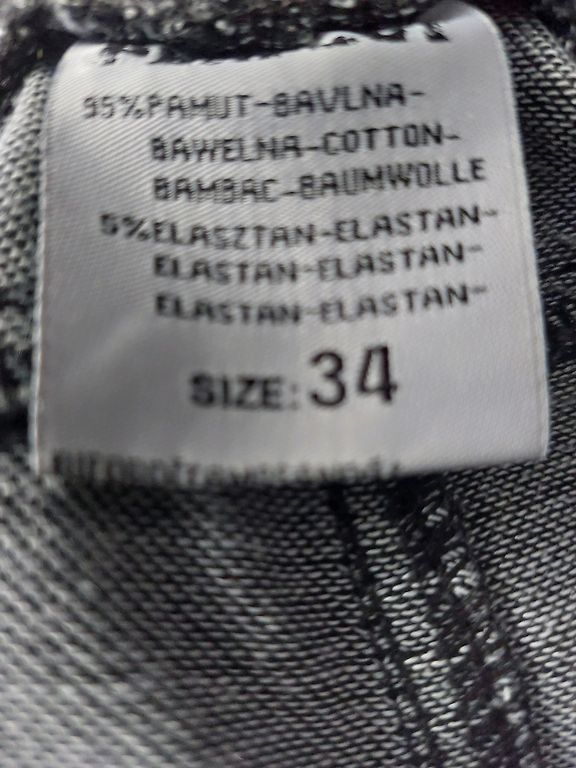 95%PAMUT-BAVLNA-
BAWELNA-COTTON-
BAMBAC-BAUMWOLLE
5%ELASZTAN-ELASTAN-
ELASTAN-ELASTAN-
ELASTAN-ELASTAN-
SIZE:34